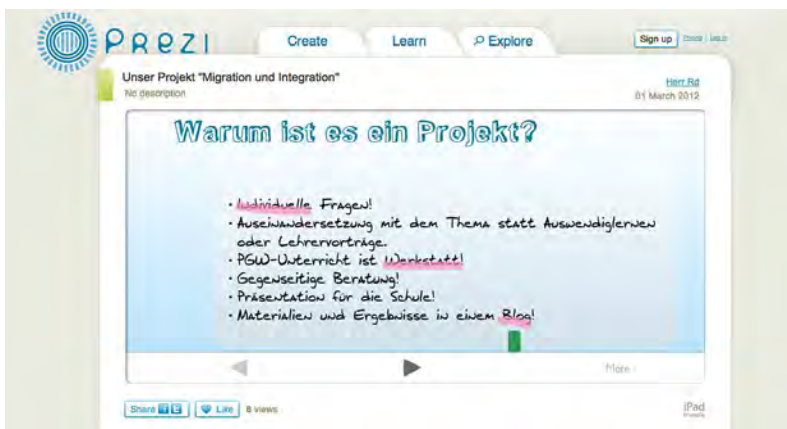 PREZI
Create
Learn
Explore
Sign up
Unser Projekt "Migration und Integration"
No description
Herr Rd
01 March 2012
Warum ist es ein Projekt?
· Individuelle Fragen!
· Auseinandersetzung mit dem Thema statt Auswendiglernen
oder Lehrervorträge.
· PGW-Unterricht ist Werkstatt!
· Gegenseitige Beratung!
· Präsentation für die Schule!
· Materialien und Ergebnisse in einem Blog!
More
Share
Like
8 views
iPad